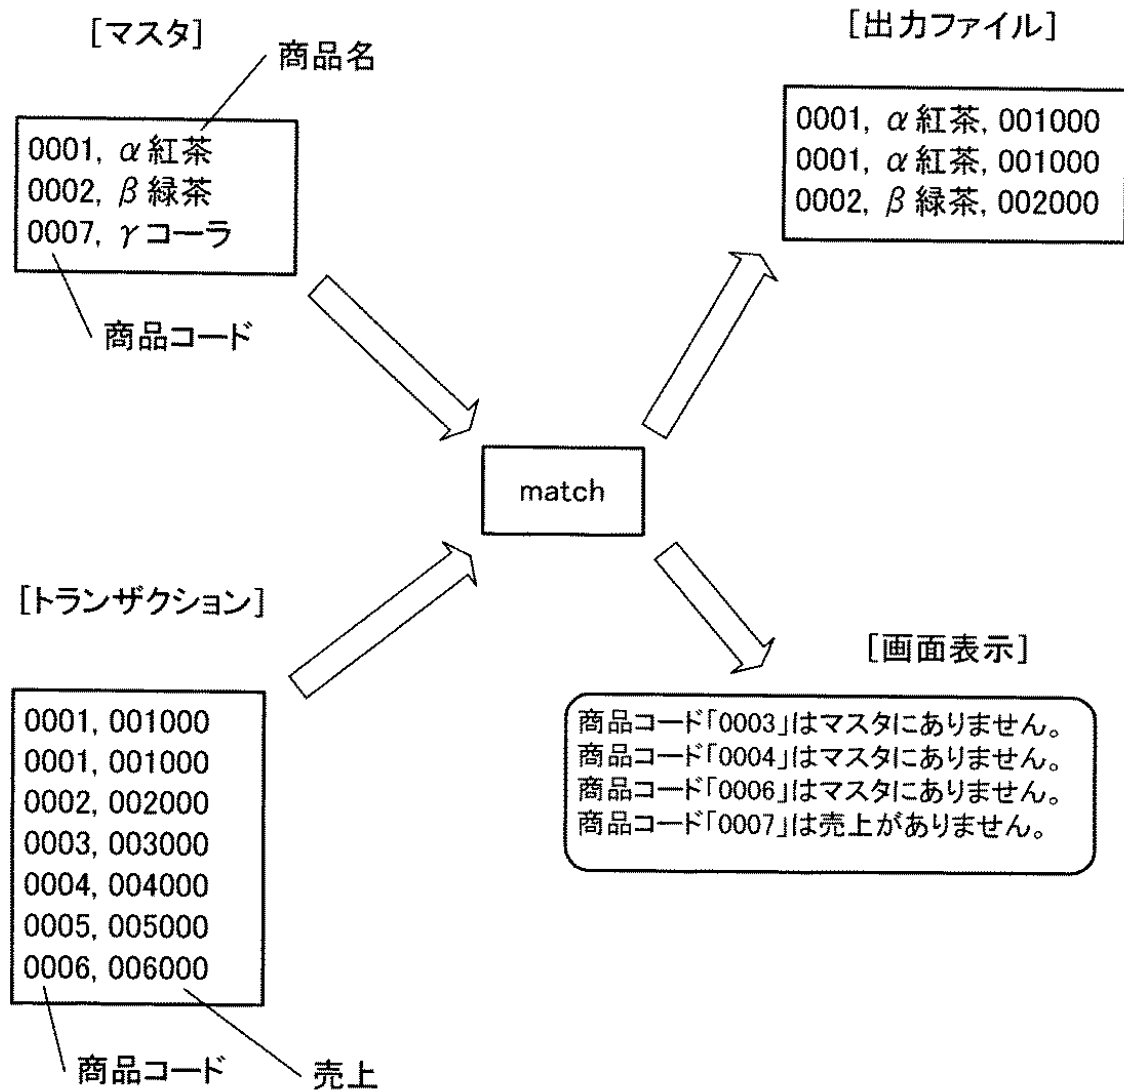 [マスタ]
商品名
0001, α紅茶
0002, β緑茶
0007, γコーラ
商品コード
[出力ファイル]
0001, α紅茶, 001000
0001, α紅茶, 001000
0002, β緑茶, 002000
match
[トランザクション]
0001, 001000
0001, 001000
0002, 002000
0003, 003000
0004, 004000
0005, 005000
0006, 006000
商品コード
売上
[画面表示]
商品コード「0003」はマスタにありません。
商品コード「0004」はマスタにありません。
商品コード「0006」はマスタにありません。
商品コード「0007」は売上がありません。